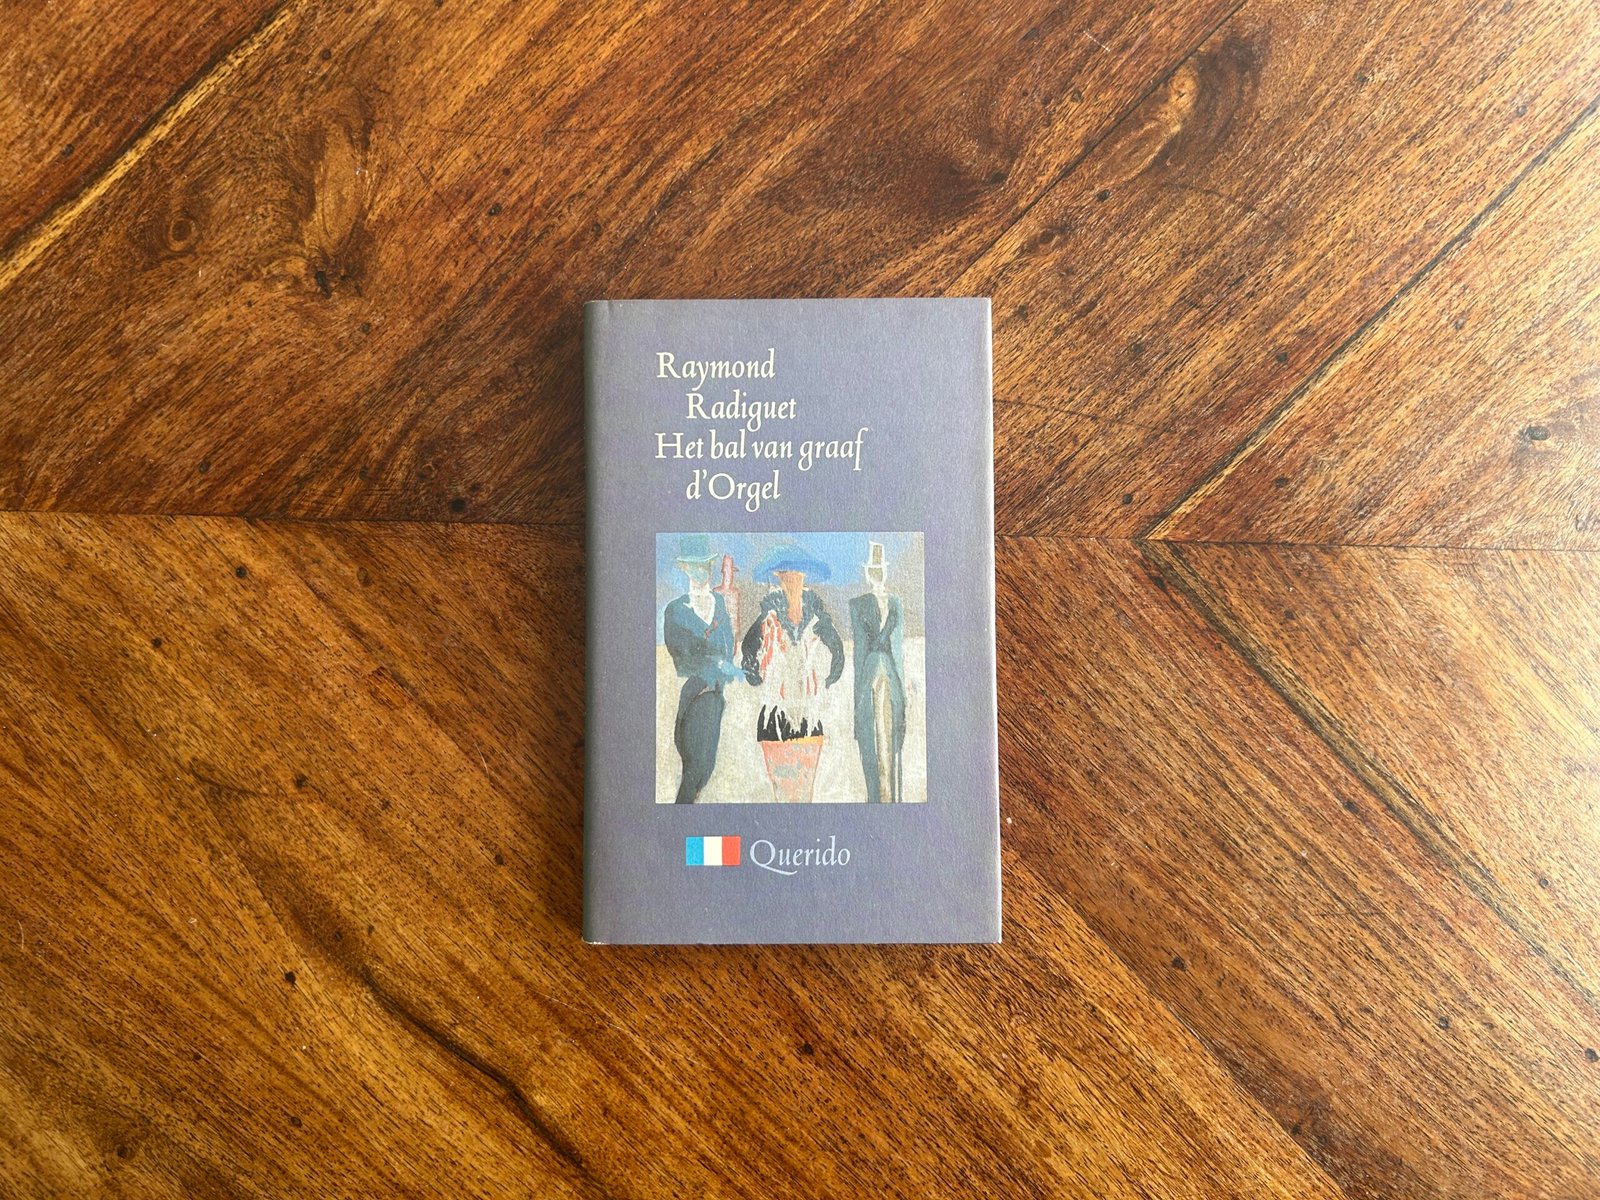 Raymond
Radiguet
Het bal van graaf
d'Orgel
Querido